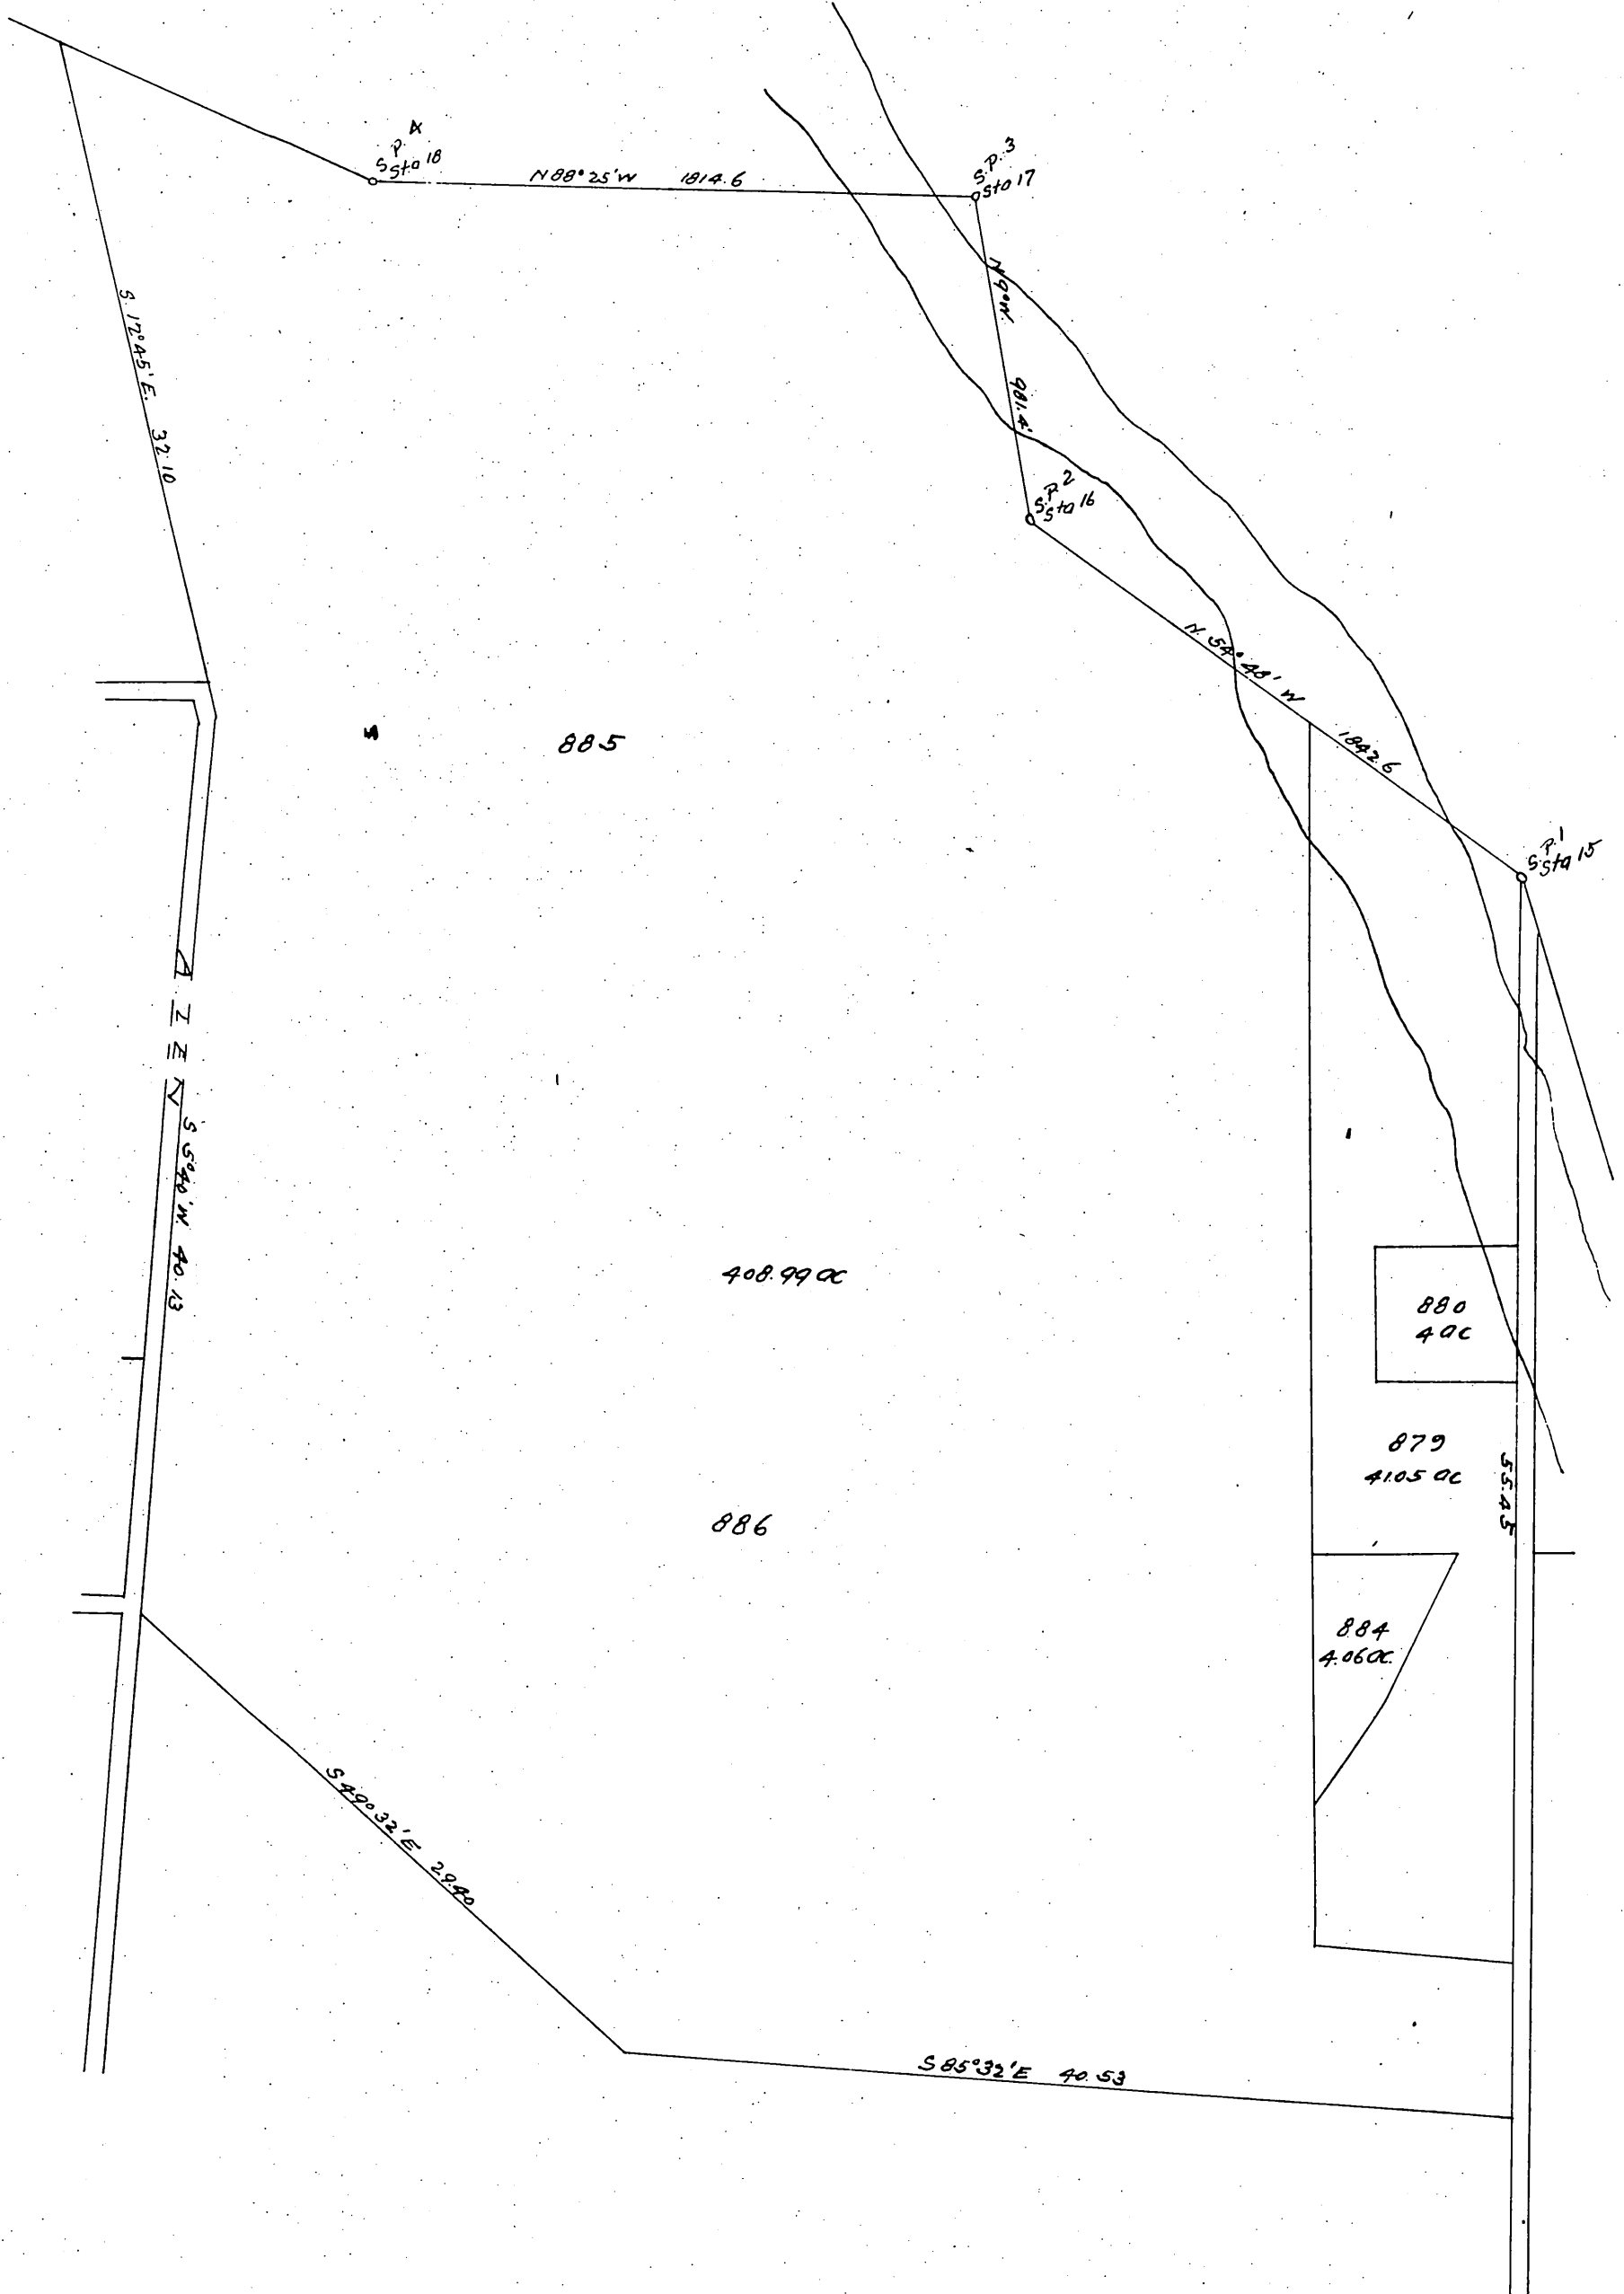 S.P. 4
Sta 18
N 88° 25' W 1814.6
S.P. 3
Sta 17
N 9° W. 981.4'
S. 17° 45' E. 32.10
S.P. 2
Sta 16
N. 54° 48' W 1842.6
885
S.P. 1
Sta 15
S 5° 40' W. 40.13
408.99 ac
880
4 ac
879
41.05 ac
55.45
886
884
4.06 ac.
S 49° 32' E 29.40
S 85° 32' E 40.53